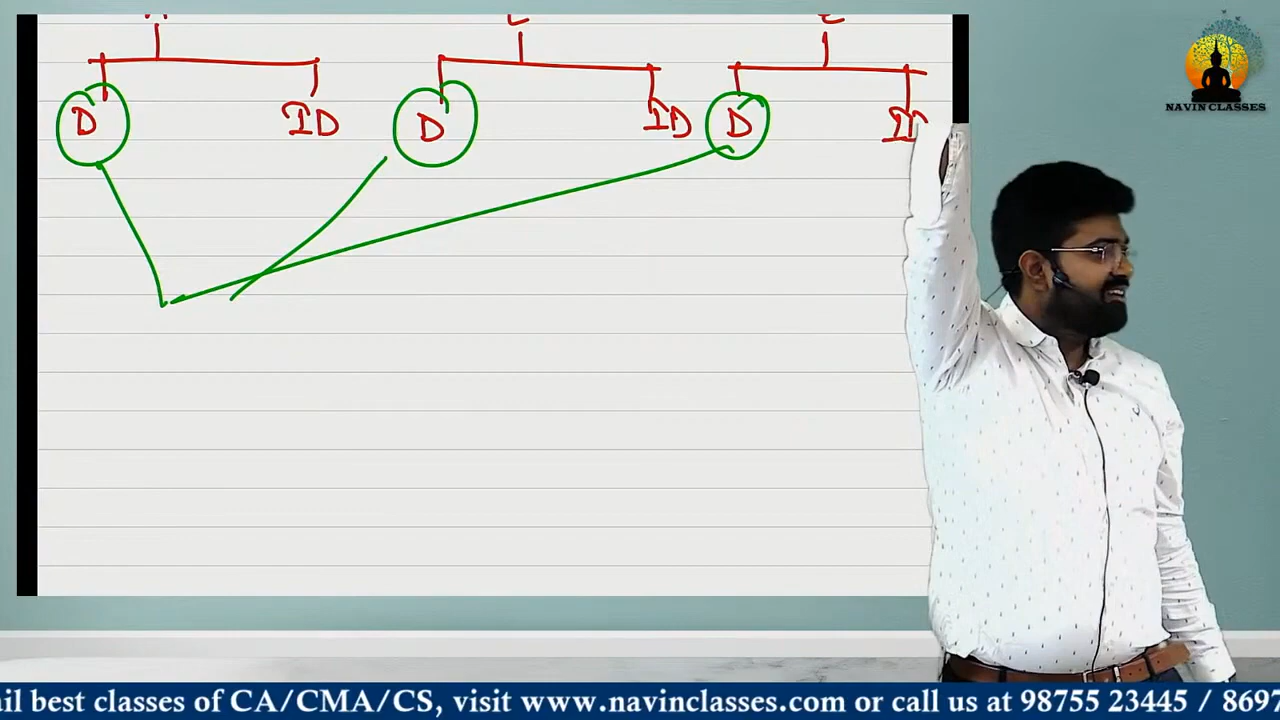 D ID D ID D
NAVIN CLASSES
ail best classes of CA/CMA/CS, visit www.navinclasses.com or call us at 98755 23445 / 8697